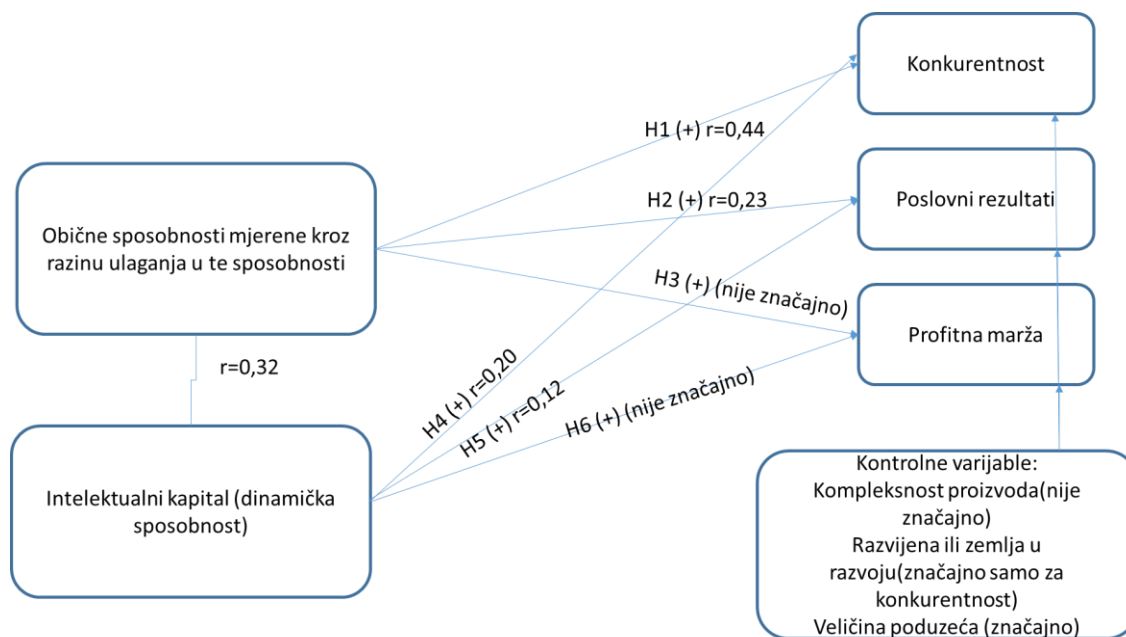 Konkurentnost
H1 (+) r=0,44
H2 (+) r=0,23
Poslovni rezultati
Obične sposobnosti mjerene kroz
razinu ulaganja u te sposobnosti
H3 (+) (nije značajno)
Profitna marža
r=0,32
H4 (+) r=0,20
H5 (+) r=0,12
H6 (+) (nije značajno)
Intelektualni kapital (dinamička
sposobnost)
Kontrolne varijable:
Kompleksnost proizvoda(nije
značajno)
Razvijena ili zemlja u
razvoju(značajno samo za
konkurentnost)
Veličina poduzeća (značajno)